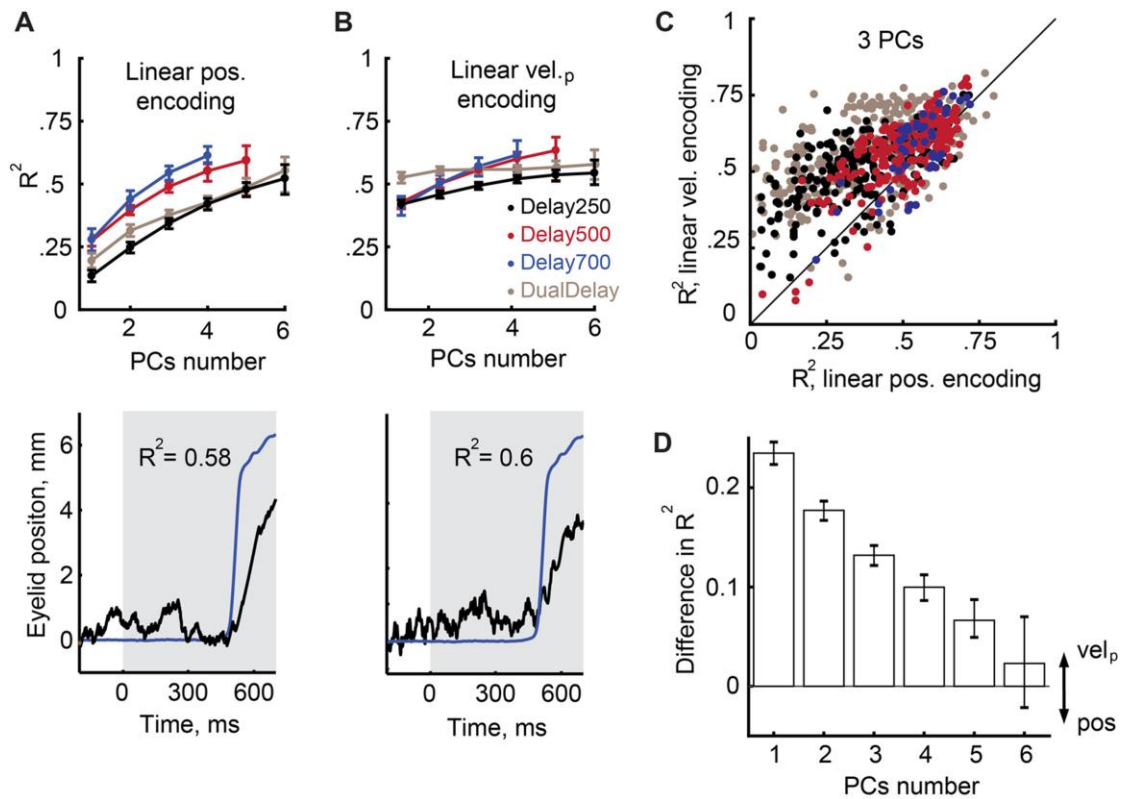 A
Linear pos.
encoding
1
.75
.5
.25
0
R²
2
4
6
PCs number
B
Linear vel.p
encoding
1
.75
.5
.25
0
Delay250
Delay500
Delay700
DualDelay
2
4
6
PCs number
C
3 PCs
1
.75
.5
.25
0
R², linear vel. encoding
0
.25
.5
.75
1
R², linear pos. encoding
R² = 0.58
6
4
2
0
Eyelid positon, mm
0
300
600
Time, ms
R² = 0.6
0
300
600
Time, ms
D
0.2
0.1
0
Difference in R²
velp
pos
1
2
3
4
5
6
PCs number